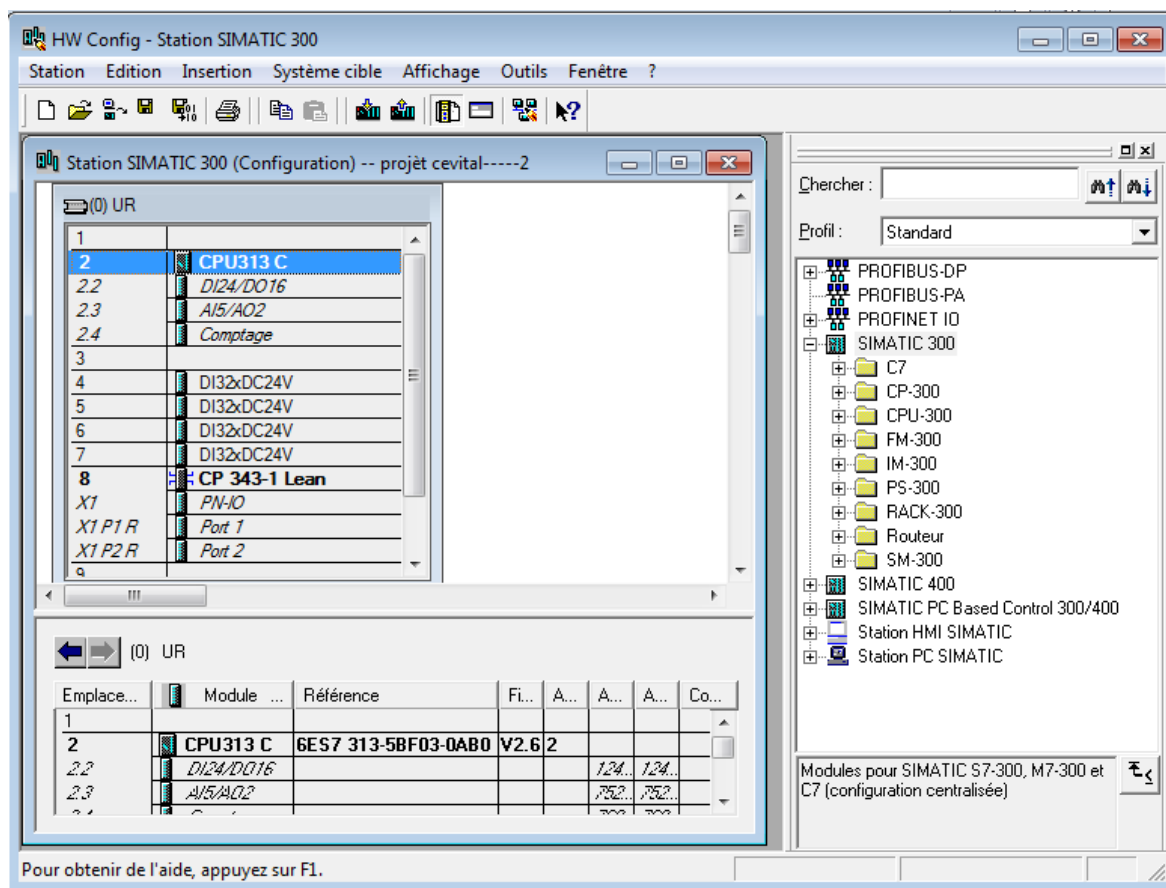 HW Config - Station SIMATIC 300
Station Edition Insertion Système cible Affichage Outils Fenêtre ?
Station SIMATIC 300 (Configuration) -- projèt cevital-----2
(0) UR
1
2 CPU313 C
2.2 DI24/DO16
2.3 AI5/AO2
2.4 Comptage
3
4 DI32xDC24V
5 DI32xDC24V
6 DI32xDC24V
7 DI32xDC24V
8 CP 343-1 Lean
X1 PN-IO
X1 P1 R Port 1
X1 P2 R Port 2
9
(0) UR
Emplace... Module ... Référence Fi... A... A... A... Co...
1
2 CPU313 C 6ES7 313-5BF03-0AB0 V2.6 2
2.2 DI24/DO16 124... 124...
2.3 AI5/AO2 752... 752...
Chercher :
Profil : Standard
PROFIBUS-DP
PROFIBUS-PA
PROFINET IO
SIMATIC 300
C7
CP-300
CPU-300
FM-300
IM-300
PS-300
RACK-300
Routeur
SM-300
SIMATIC 400
SIMATIC PC Based Control 300/400
Station HMI SIMATIC
Station PC SIMATIC
Modules pour SIMATIC S7-300, M7-300 et
C7 (configuration centralisée)
Pour obtenir de l'aide, appuyez sur F1.